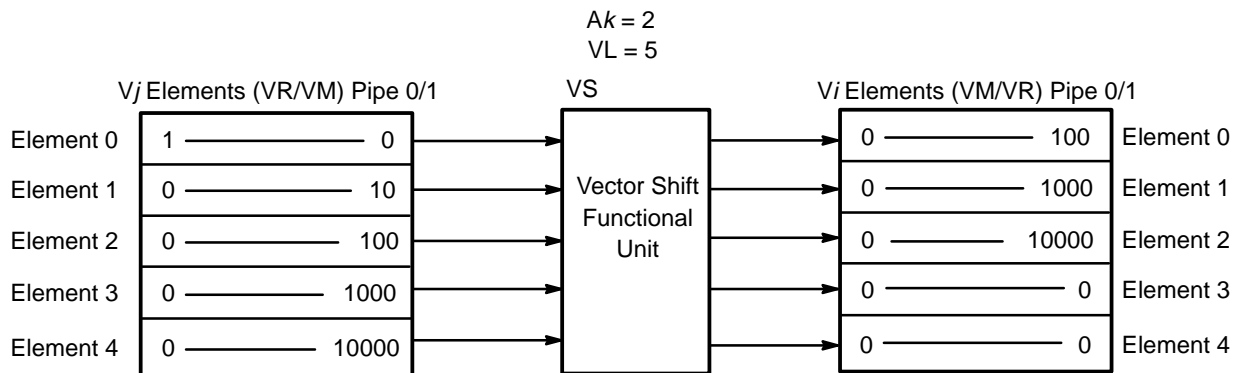 Ak = 2
VL = 5
Vj Elements (VR/VM) Pipe 0/1
VS
Vi Elements (VM/VR) Pipe 0/1
Element 0
1
0
0
100
Element 0
Element 1
0
10
Vector Shift
0
1000
Element 1
Functional
Element 2
0
100
Unit
0
10000
Element 2
Element 3
0
1000
0
0
Element 3
Element 4
0
10000
0
0
Element 4